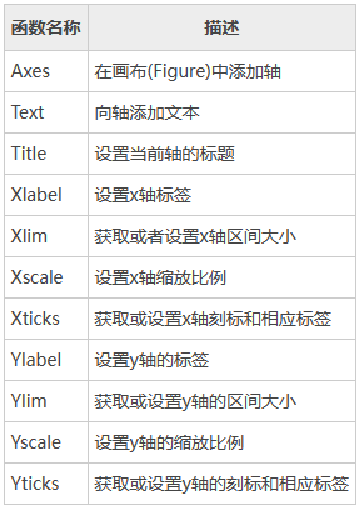 函数名称 描述
Axes 在画布(Figure)中添加轴
Text 向轴添加文本
Title 设置当前轴的标题
Xlabel 设置x轴标签
Xlim 获取或者设置x轴区间大小
Xscale 设置x轴缩放比例
Xticks 获取或设置x轴刻标和相应标签
Ylabel 设置y轴的标签
Ylim 获取或设置y轴的区间大小
Yscale 设置y轴的缩放比例
Yticks 获取或设置y轴的刻标和相应标签